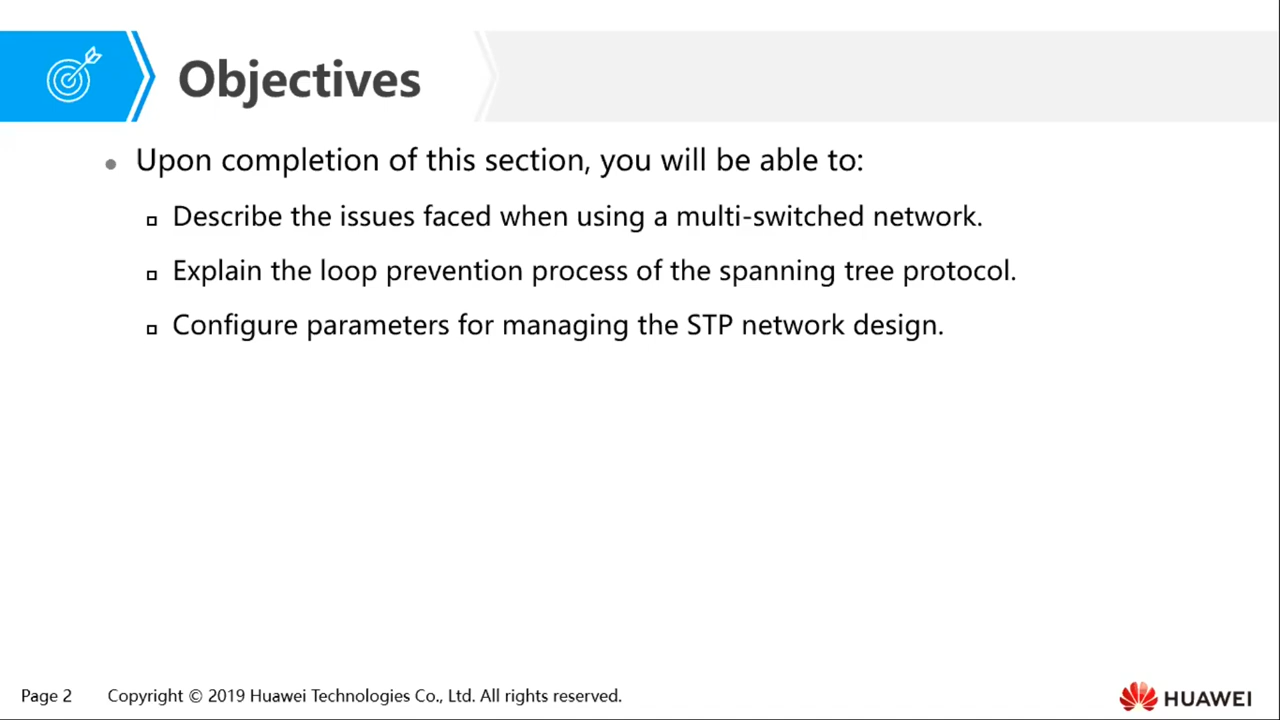 Objectives
Upon completion of this section, you will be able to:
Describe the issues faced when using a multi-switched network.
Explain the loop prevention process of the spanning tree protocol.
Configure parameters for managing the STP network design.
Page 2 Copyright © 2019 Huawei Technologies Co., Ltd. All rights reserved.
HUAWEI